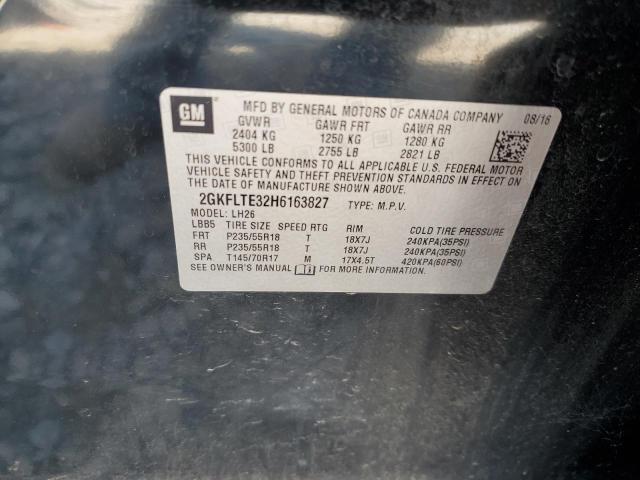 GM
MFD BY GENERAL MOTORS OF CANADA COMPANY 08/16
GVWR GAWR FRT GAWR RR
2404 KG 1250 KG 1280 KG
5300 LB 2755 LB 2821 LB
THIS VEHICLE CONFORMS TO ALL APPLICABLE U.S. FEDERAL MOTOR
VEHICLE SAFETY AND THEFT PREVENTION STANDARDS IN EFFECT ON
THE DATE OF MANUFACTURE SHOWN ABOVE.
2GKFLTE32H6163827 TYPE: M.P.V.
MODEL: LH26
LBB5 TIRE SIZE SPEED RTG RIM COLD TIRE PRESSURE
FRT P235/55R18 T 18X7J 240KPA(35PSI)
RR P235/55R18 T 18X7J 240KPA(35PSI)
SPA T145/70R17 M 17X4.5T 420KPA(60PSI)
SEE OWNER'S MANUAL FOR MORE INFORMATION.